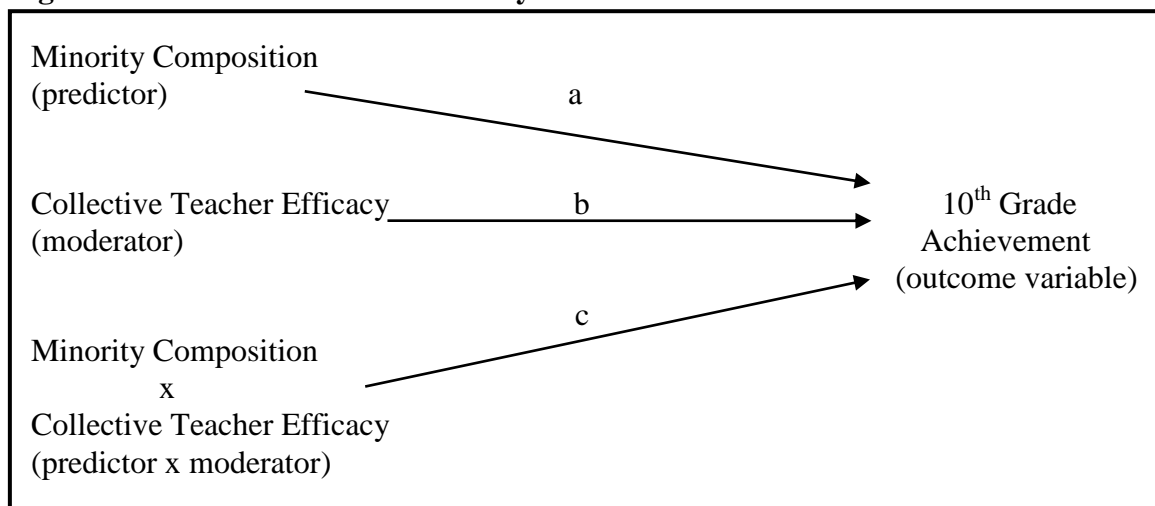 Minority Composition
(predictor)
a
Collective Teacher Efficacy
(moderator)
b
10th Grade
Achievement
(outcome variable)
c
Minority Composition
x
Collective Teacher Efficacy
(predictor x moderator)